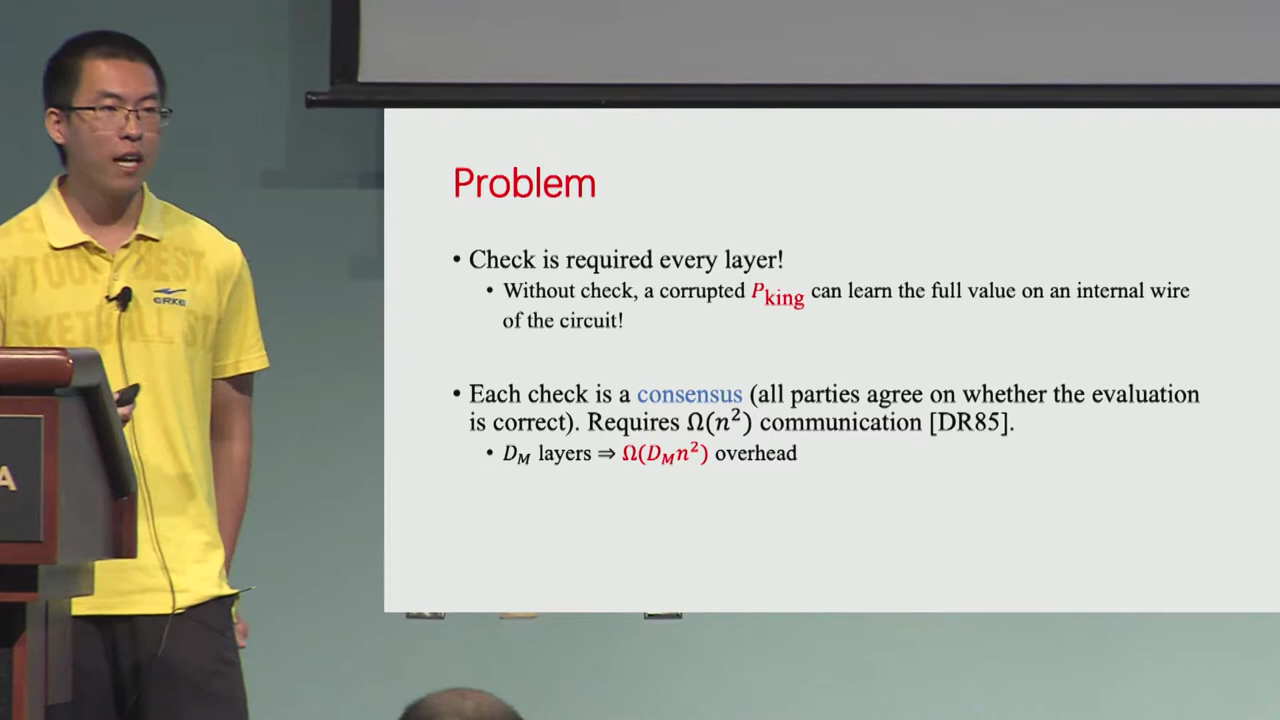 Problem
• Check is required every layer!
• Without check, a corrupted P_king can learn the full value on an internal wire
of the circuit!
• Each check is a consensus (all parties agree on whether the evaluation
is correct). Requires Ω(n²) communication [DR85].
• D_M layers ⇒ Ω(D_M n²) overhead
BEST
ERKE
A